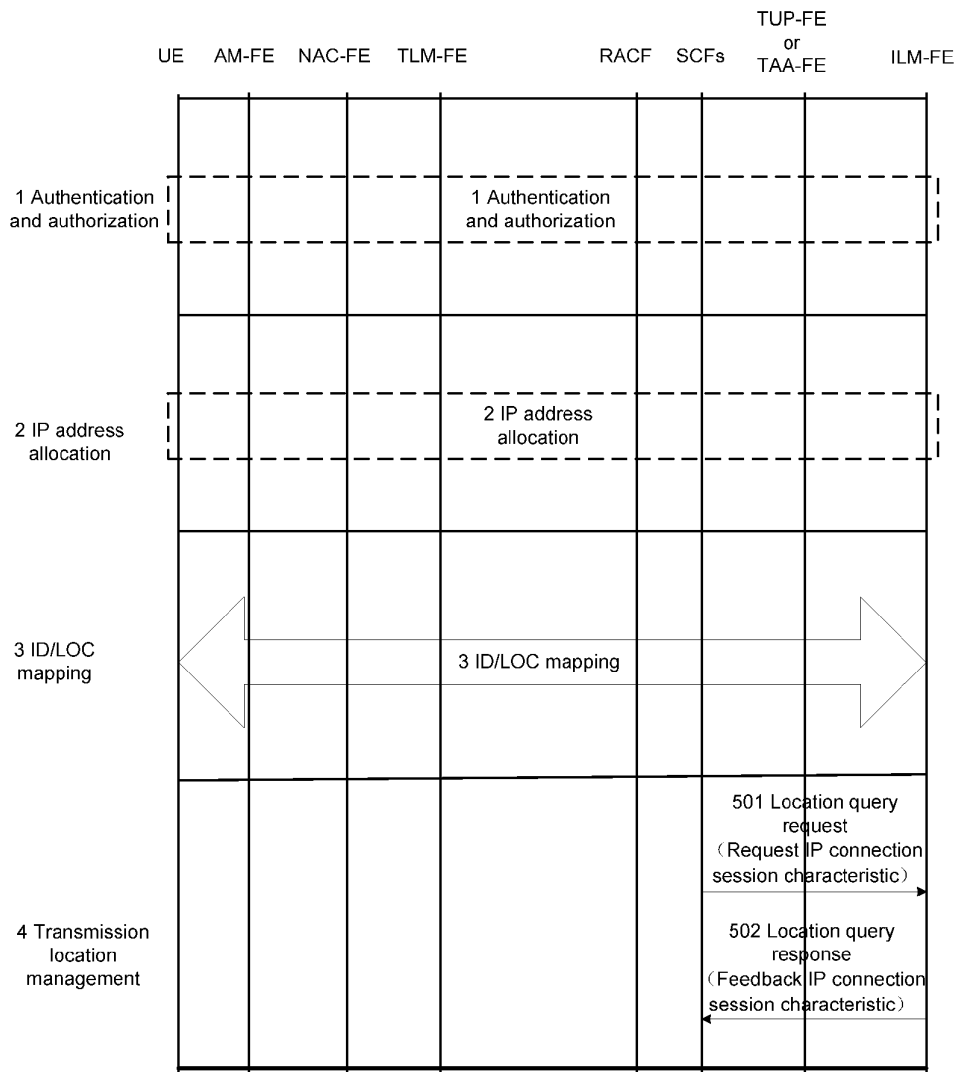 TUP-FE
or
TAA-FE
UE AM-FE NAC-FE TLM-FE RACF SCFs ILM-FE
1 Authentication
and authorization
1 Authentication
and authorization
2 IP address
allocation
2 IP address
allocation
3 ID/LOC
mapping
3 ID/LOC mapping
501 Location query
request
（Request IP connection
session characteristic）
4 Transmission
location
management
502 Location query
response
（Feedback IP connection
session characteristic）